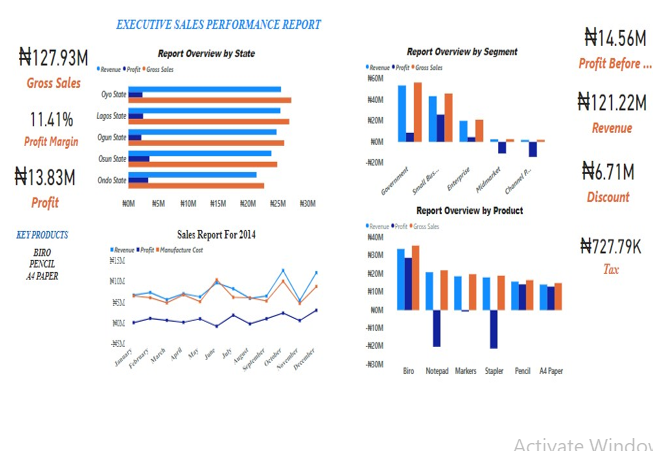 EXECUTIVE SALES PERFORMANCE REPORT
₦127.93M
Gross Sales
11.41%
Profit Margin
₦13.83M
Profit
KEY PRODUCTS
BIRO
PENCIL
A4 PAPER
Report Overview by State
Revenue Profit Gross Sales
Oyo State
Lagos State
Ogun State
Osun State
Ondo State
₦0M ₦5M ₦10M ₦15M ₦20M ₦25M ₦30M
Sales Report For 2014
Revenue Profit Manufacture Cost
₦15M
₦10M
₦5M
₦0M
-₦5M
January February March April May June July August September October November December
Report Overview by Segment
Revenue Profit Gross Sales
₦60M
₦40M
₦20M
₦0M
-₦20M
Government Small Bus... Enterprise Midmarket Channel P...
Report Overview by Product
Revenue Profit Gross Sales
₦40M
₦30M
₦20M
₦10M
₦0M
-₦10M
-₦20M
-₦30M
Biro Notepad Markers Stapler Pencil A4 Paper
₦14.56M
Profit Before ...
₦121.22M
Revenue
₦6.71M
Discount
₦727.79K
Tax
Activate Window